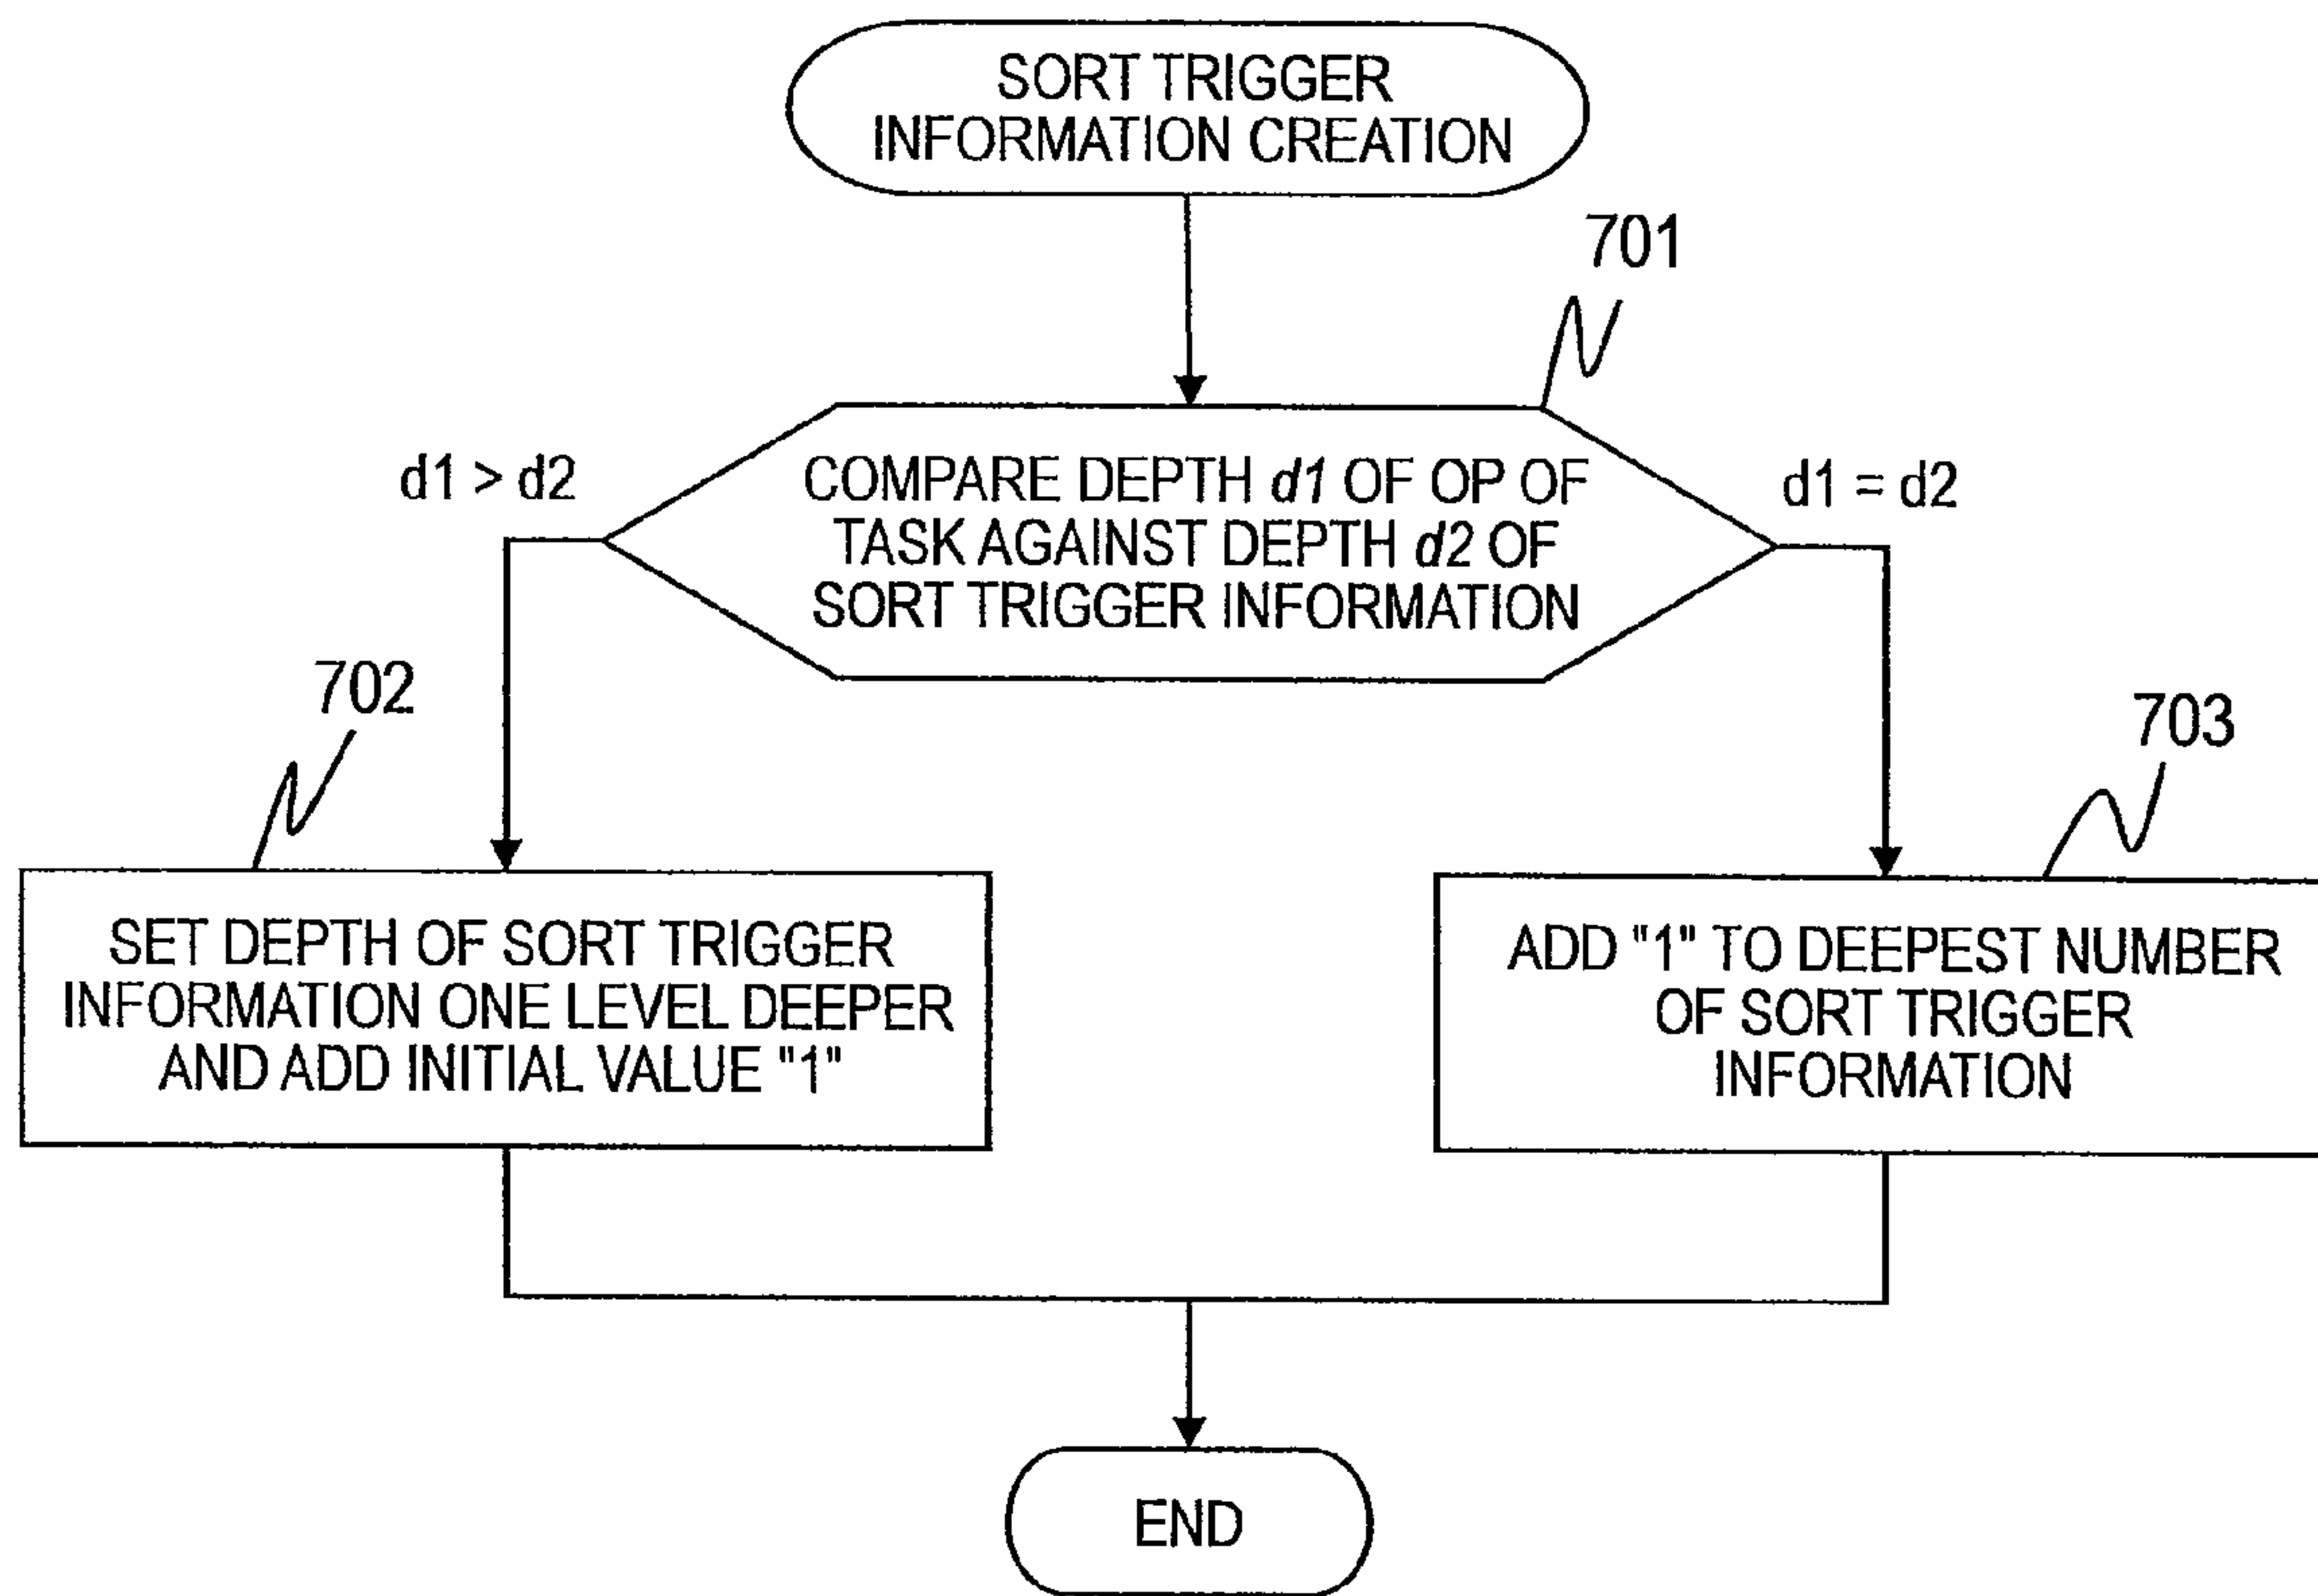 SORT TRIGGER
INFORMATION CREATION
701
d1 > d2
COMPARE DEPTH d1 OF OP OF
TASK AGAINST DEPTH d2 OF
SORT TRIGGER INFORMATION
d1 = d2
702
703
SET DEPTH OF SORT TRIGGER
INFORMATION ONE LEVEL DEEPER
AND ADD INITIAL VALUE "1"
ADD "1" TO DEEPEST NUMBER
OF SORT TRIGGER
INFORMATION
END